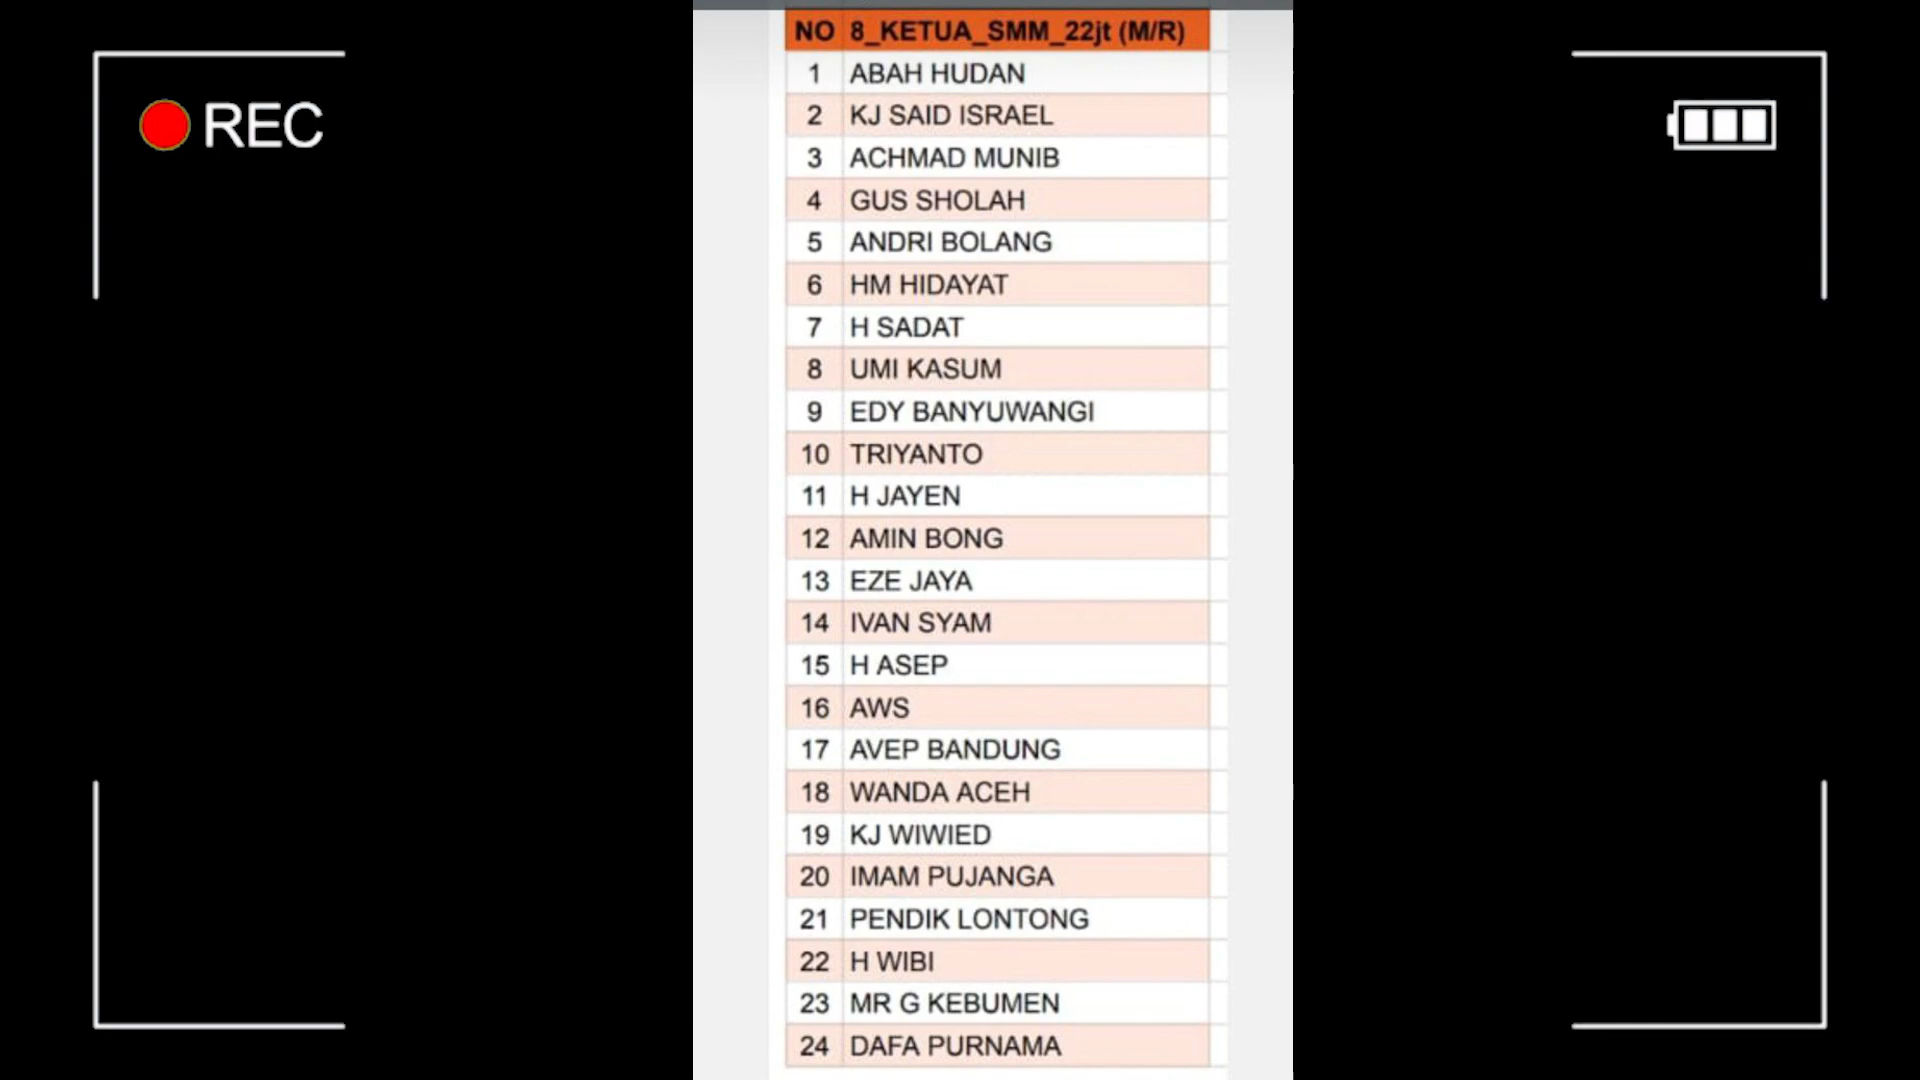 REC
NO 8_KETUA_SMM_22jt (M/R)
1 ABAH HUDAN
2 KJ SAID ISRAEL
3 ACHMAD MUNIB
4 GUS SHOLAH
5 ANDRI BOLANG
6 HM HIDAYAT
7 H SADAT
8 UMI KASUM
9 EDY BANYUWANGI
10 TRIYANTO
11 H JAYEN
12 AMIN BONG
13 EZE JAYA
14 IVAN SYAM
15 H ASEP
16 AWS
17 AVEP BANDUNG
18 WANDA ACEH
19 KJ WIWIED
20 IMAM PUJANGA
21 PENDIK LONTONG
22 H WIBI
23 MR G KEBUMEN
24 DAFA PURNAMA